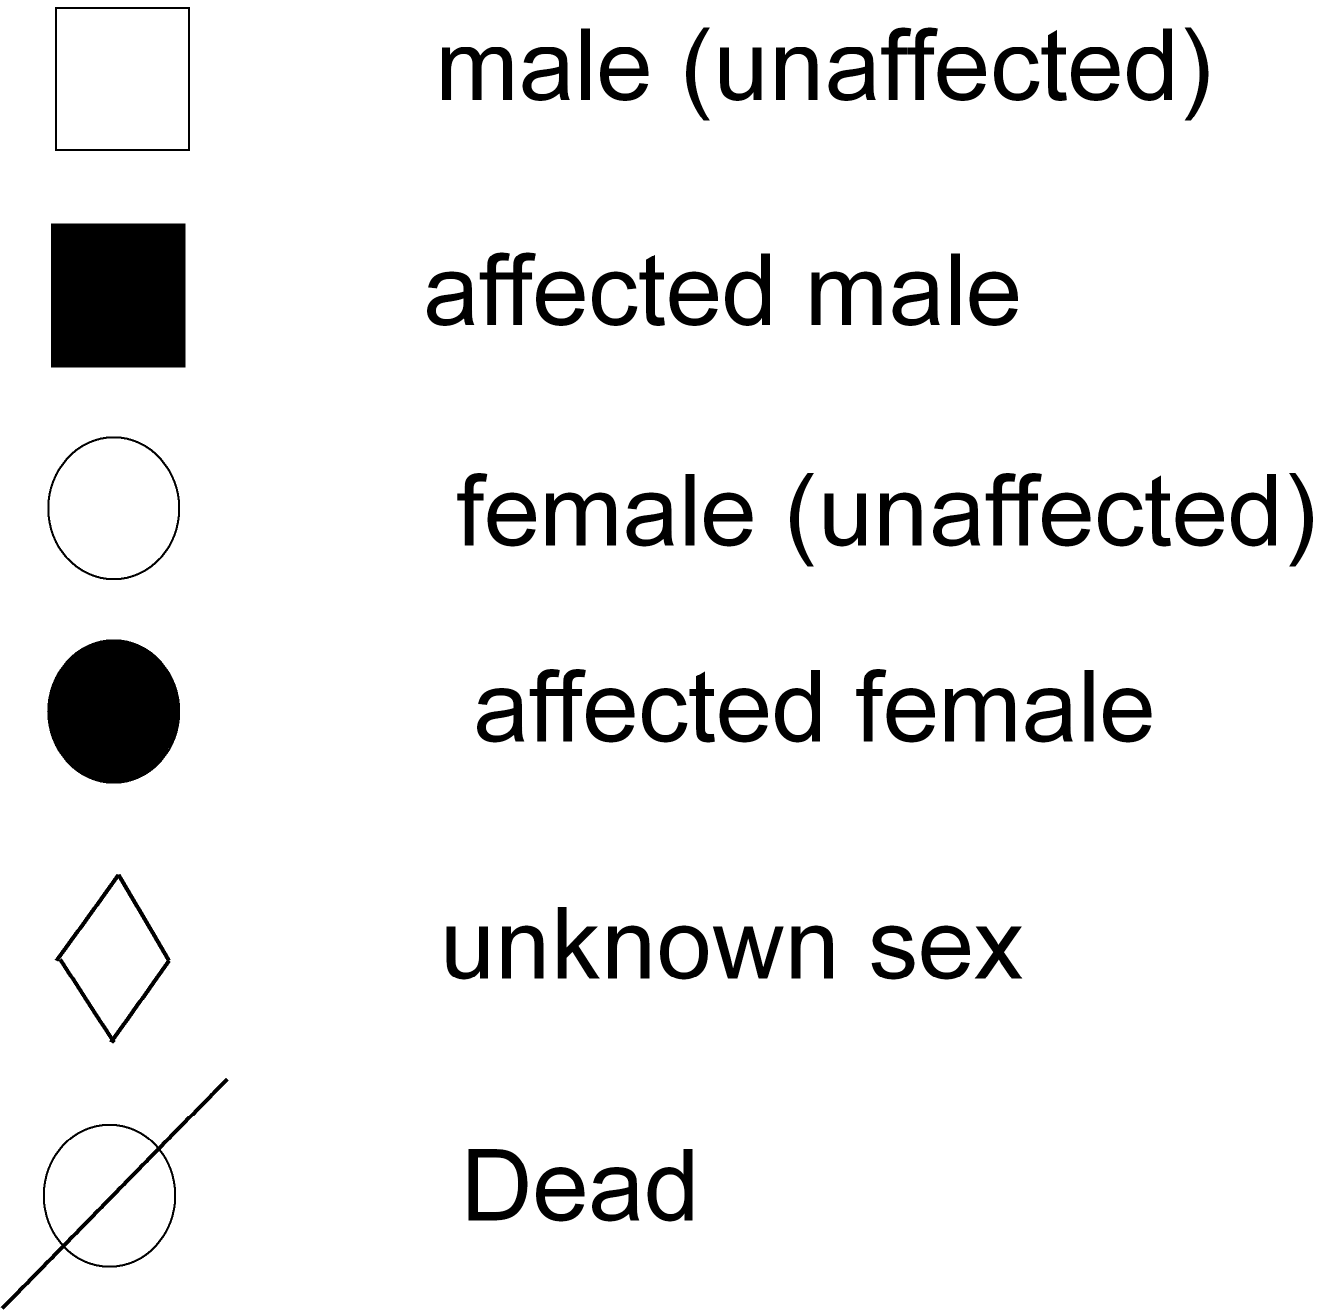 male (unaffected)
affected male
female (unaffected)
affected female
unknown sex
Dead